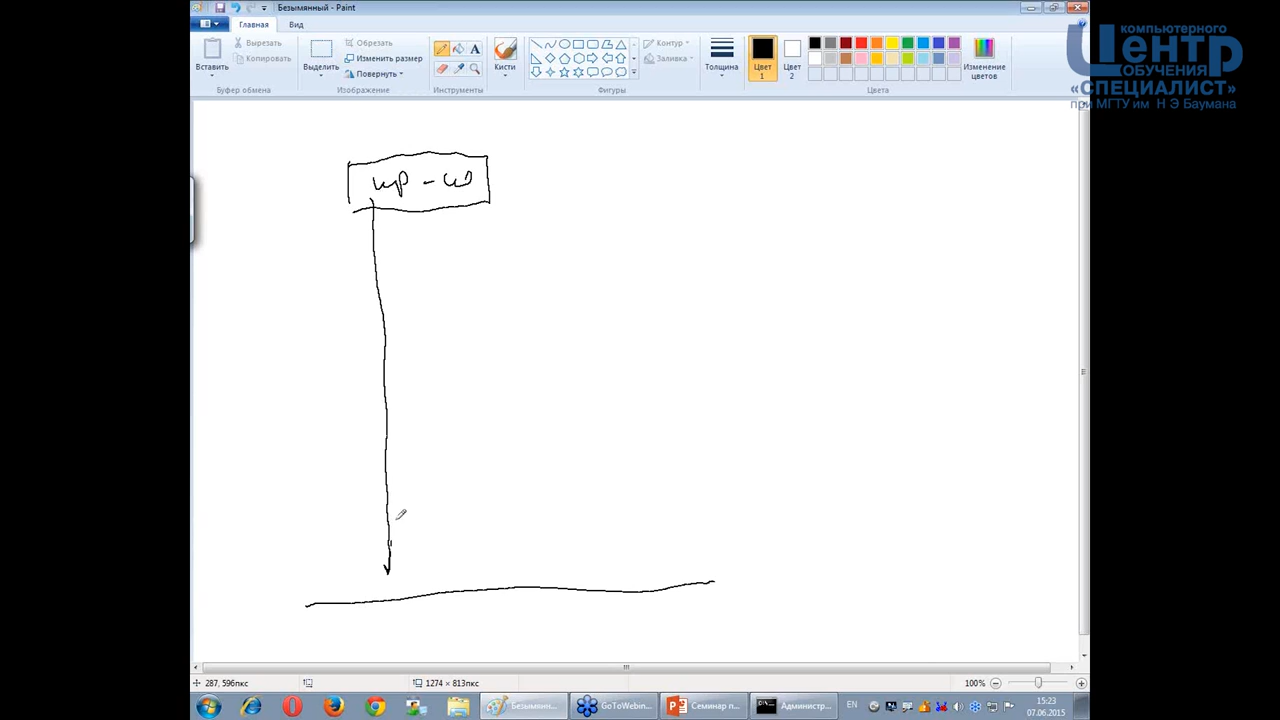 Безымянный - Paint
Главная
Вид
Вставить
Вырезать
Копировать
Буфер обмена
Выделить
Обрезать
Изменить размер
Повернуть
Изображение
Инструменты
Кисти
Контур
Заливка
Фигуры
Толщина
Цвет 1
Цвет 2
Изменение цветов
Цвета
компьютерного
Центр
ОБУЧЕНИЯ
«СПЕЦИАЛИСТ»
при МГТУ им Н Э Баумана
287, 596пкс
1274 × 813пкс
100%
Безымянн...
GoToWebin...
Семинар п...
Администр...
EN
15:23
07.06.2015